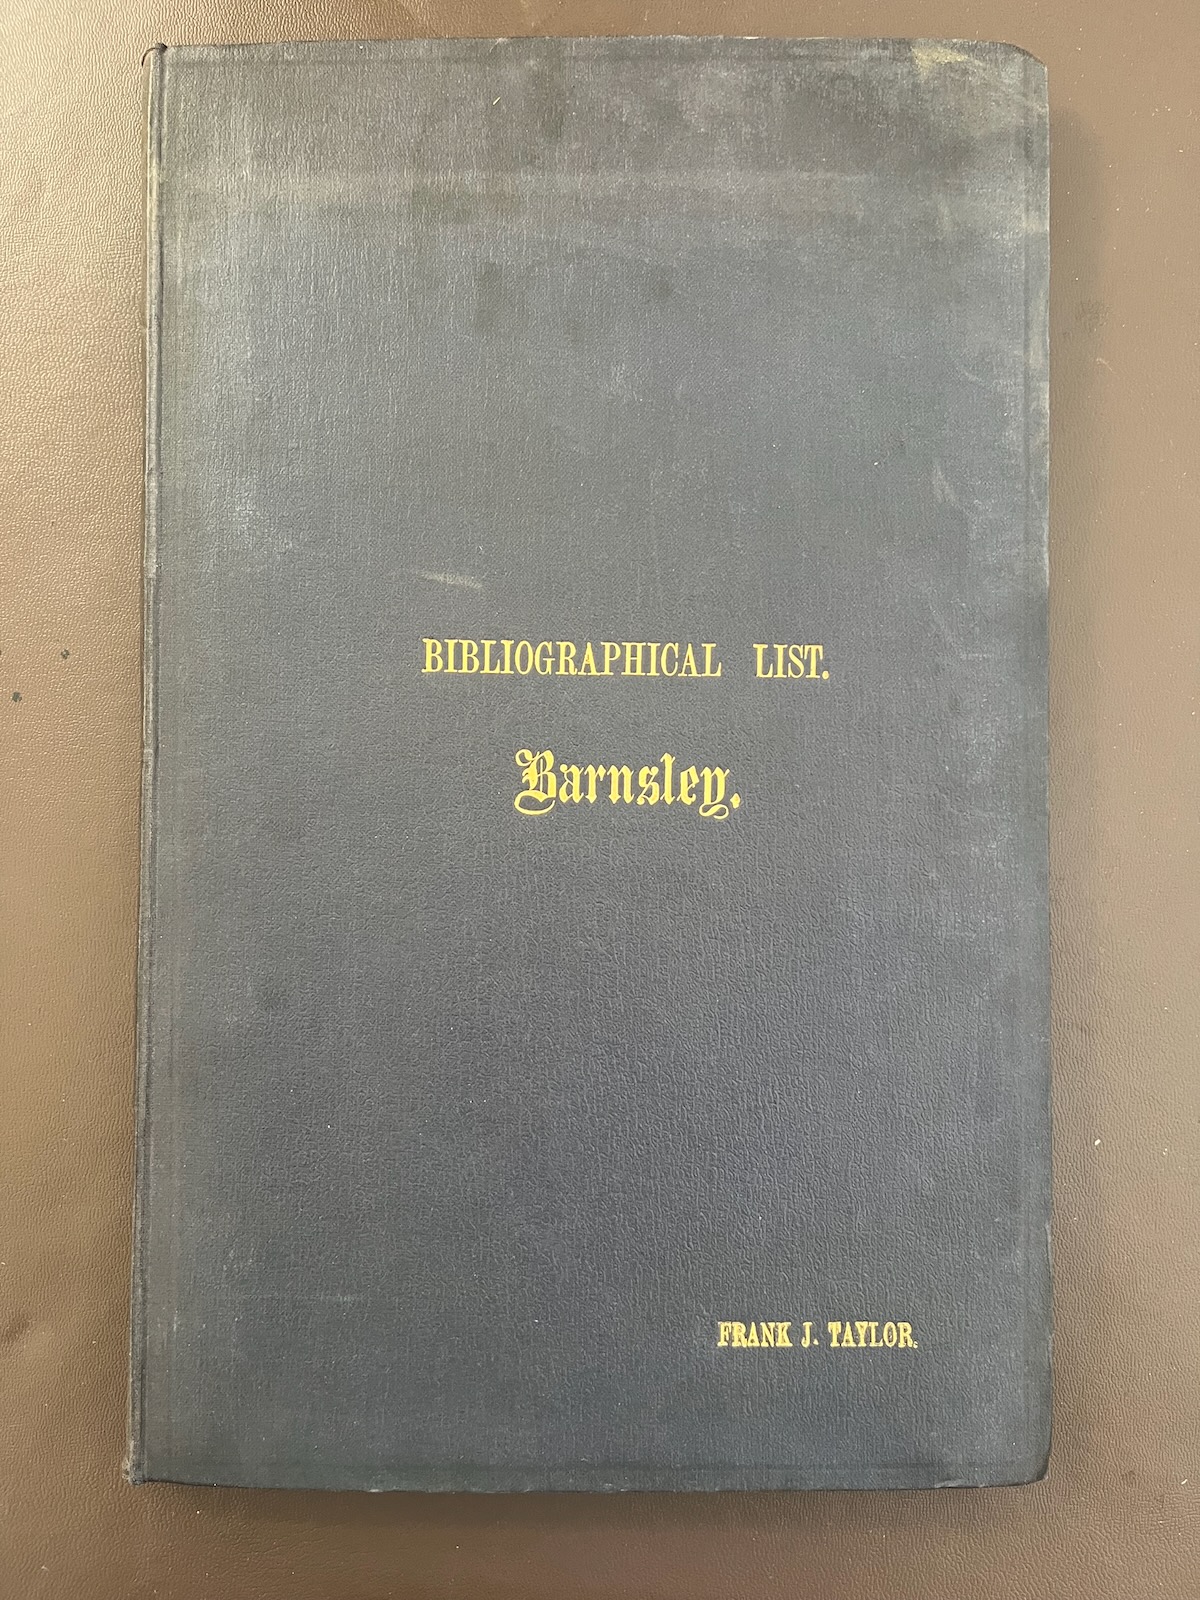 BIBLIOGRAPHICAL LIST.
Barnsley.
FRANK J. TAYLOR.